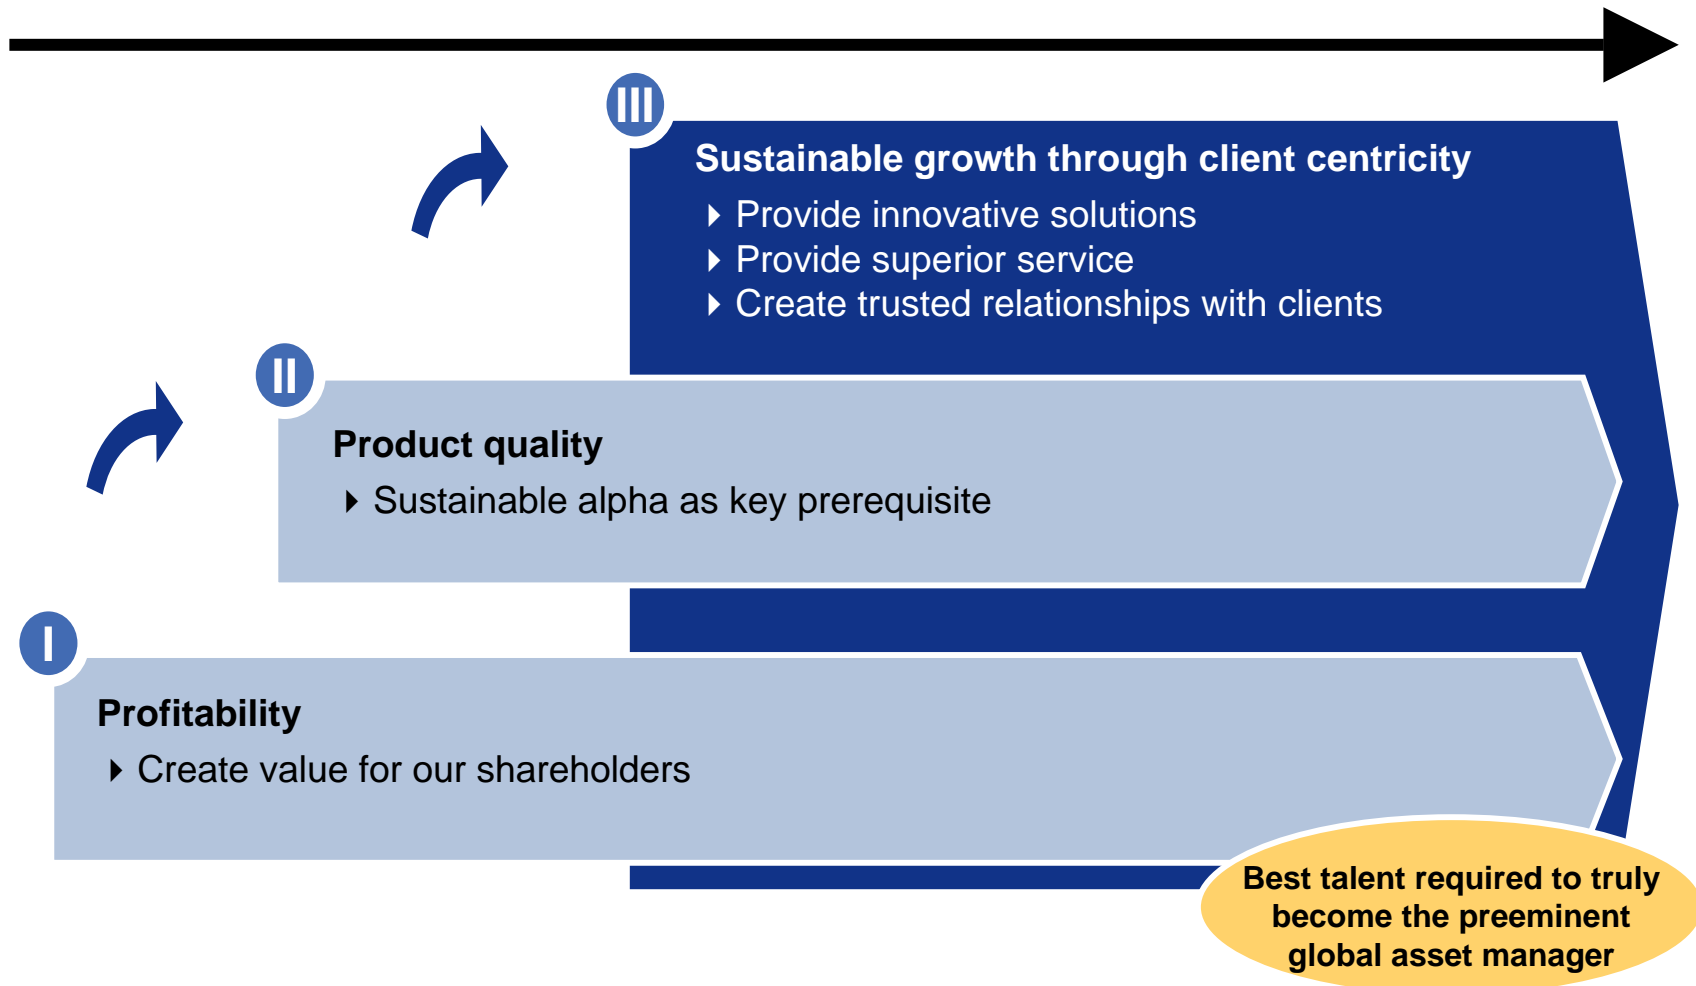 III
Sustainable growth through client centricity
Provide innovative solutions
Provide superior service
Create trusted relationships with clients
II
Product quality
Sustainable alpha as key prerequisite
I
Profitability
Create value for our shareholders
Best talent required to truly
become the preeminent
global asset manager